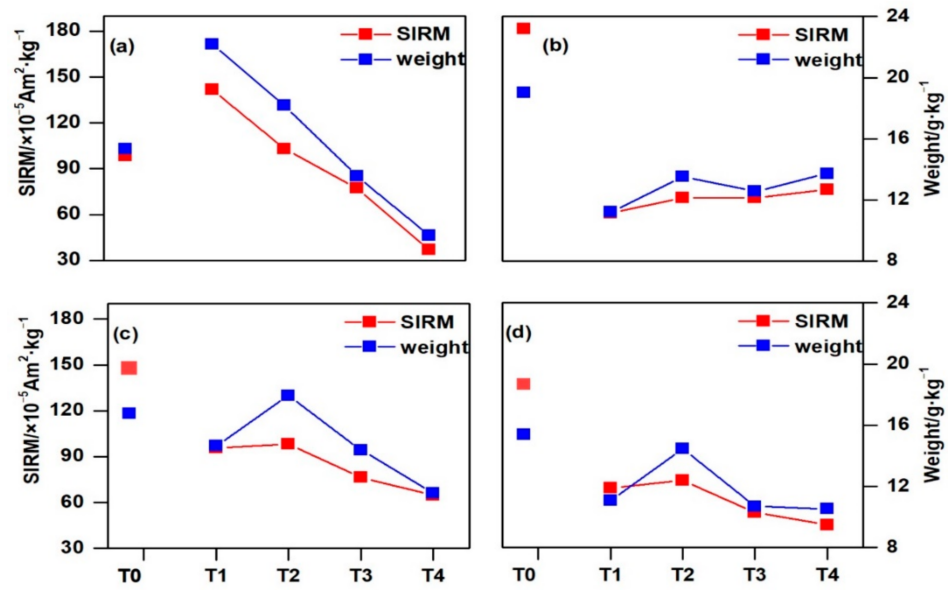 180
150
120
90
60
30
SIRM/×10⁻⁵Am²·kg⁻¹
(a)
SIRM
weight
(b)
SIRM
weight
24
20
16
12
8
Weight/g·kg⁻¹
180
150
120
90
60
30
SIRM/×10⁻⁵Am²·kg⁻¹
(c)
SIRM
weight
T0 T1 T2 T3 T4
(d)
SIRM
weight
T0 T1 T2 T3 T4
24
20
16
12
8
Weight/g·kg⁻¹